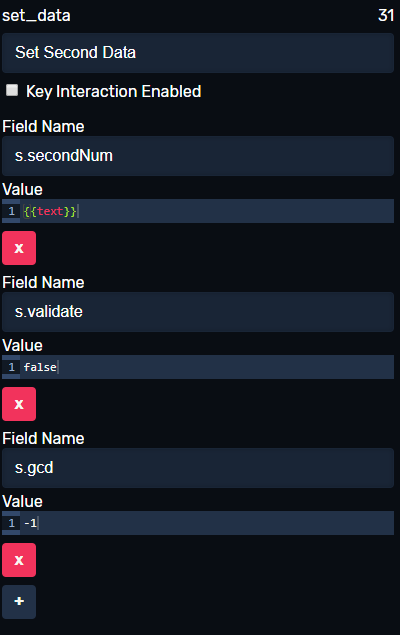 set_data 31
Set Second Data
Key Interaction Enabled
Field Name
s.secondNum
Value
1 {{text}}
x
Field Name
s.validate
Value
1 false
x
Field Name
s.gcd
Value
1 -1
x
+